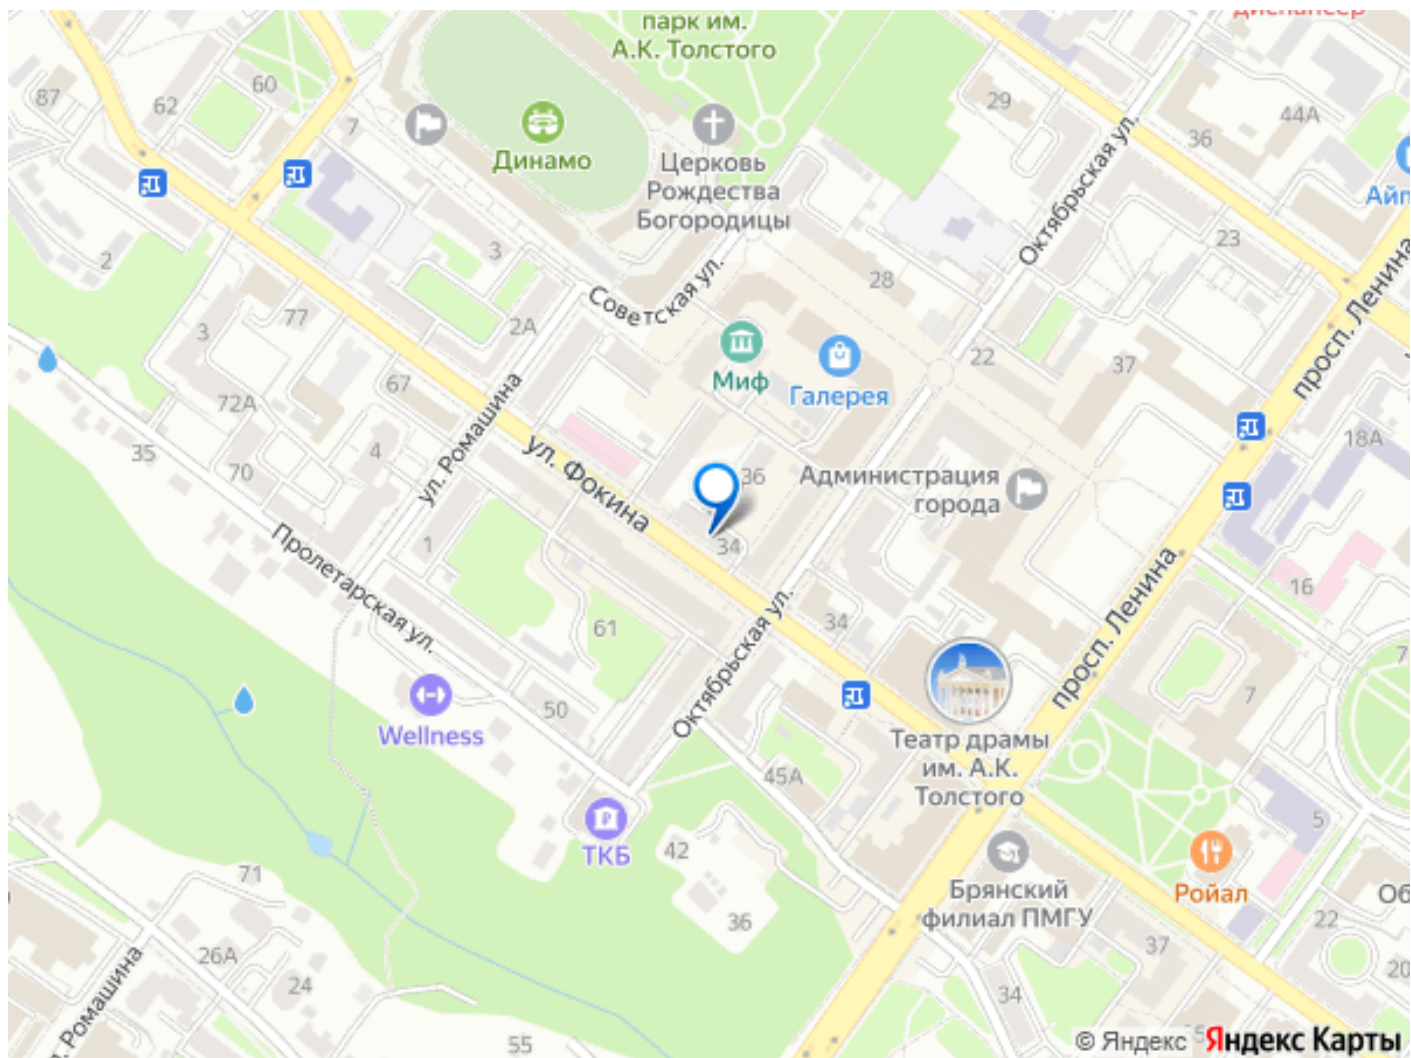 диспансер
парк им.
А.К. Толстого
87
62
60
7
29
44А
36
Динамо
Церковь
Рождества
Богородицы
Октябрьская ул.
2
3
28
23
Советская ул.
просп. Ленина
77
3
2А
22
37
Миф
Галерея
67
72А
ул. Ромашина
18А
35
70
4
ул. Фокина
36
Администрация
города
1
34
16
Пролетарская ул.
61
34
просп. Ленина
7
Wellness
50
Октябрьская ул.
Театр драмы
им. А.К.
Толстого
45А
5
ТКБ
42
71
Брянский
филиал ПМГУ
Ройал
36
22
37
26А
24
34
20
Ромашина
55
© Яндекс
Яндекс Карты